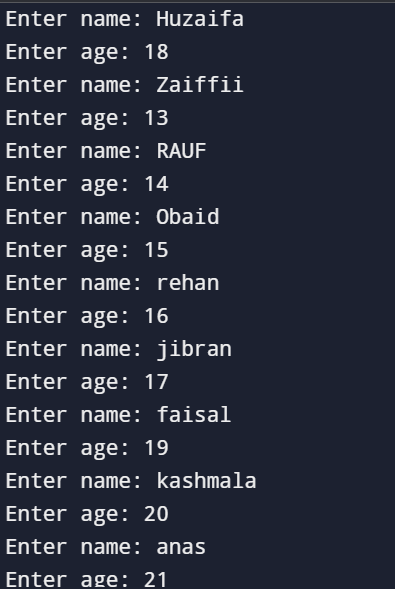 Enter name: Huzaifa
Enter age: 18
Enter name: Zaiffii
Enter age: 13
Enter name: RAUF
Enter age: 14
Enter name: Obaid
Enter age: 15
Enter name: rehan
Enter age: 16
Enter name: jibran
Enter age: 17
Enter name: faisal
Enter age: 19
Enter name: kashmala
Enter age: 20
Enter name: anas
Enter age: 21